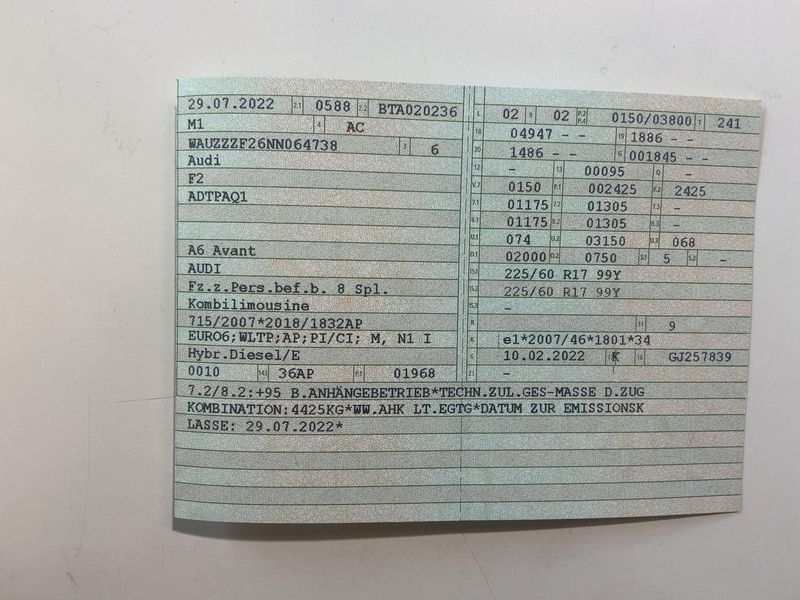 29.07.2022 2.1 0588 2.2 BTA020236
M1 4 AC
WAUZZZF26NN064738 3 6
Audi
F2
ADTPAQ1
A6 Avant
AUDI
Fz.z.Pers.bef.b. 8 Spl.
Kombilimousine
715/2007*2018/1832AP
EURO6;WLTP;AP;PI/CI; M, N1 I
Hybr.Diesel/E
0010 14.1 36AP P.1 01968
L 02 9 02 P.2 P.4 0150/03800 T 241
18 04947 - - 19 1886 - -
20 1486 - - G 001845 - -
12 - 13 00095 Q -
V.7 0150 F.1 002425 F.2 2425
7.1 01175 7.2 01305 7.3 -
8.1 01175 8.2 01305 8.3 -
U.1 074 U.2 03150 U.3 068
O.1 02000 O.2 0750 S.1 5 S.2 -
15.1 225/60 R17 99Y
15.2 225/60 R17 99Y
15.3 -
R 11 9
K e1*2007/46*1801*34
6 10.02.2022 K 16 GJ257839
21 -
7.2/8.2:+95 B.ANHÄNGEBETRIEB*TECHN.ZUL.GES-MASSE D.ZUG
KOMBINATION:4425KG*WW.AHK LT.EGTG*DATUM ZUR EMISSIONSK
LASSE: 29.07.2022*